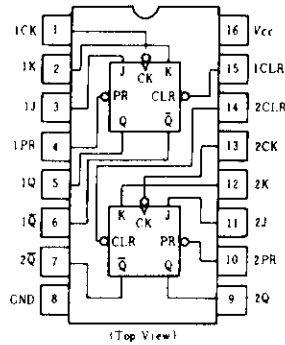 1CK 1 16 Vcc
1K 2 15 1CLR
J K
CK
1J 3 PR CLR 14 2CLR
1PR 4 Q Q̅ 13 2CK
1Q 5 12 2K
K J
CK
1Q̅ 6 11 2J
CLR PR
2Q̅ 7 Q̅ Q 10 2PR
GND 8 9 2Q
(Top View)